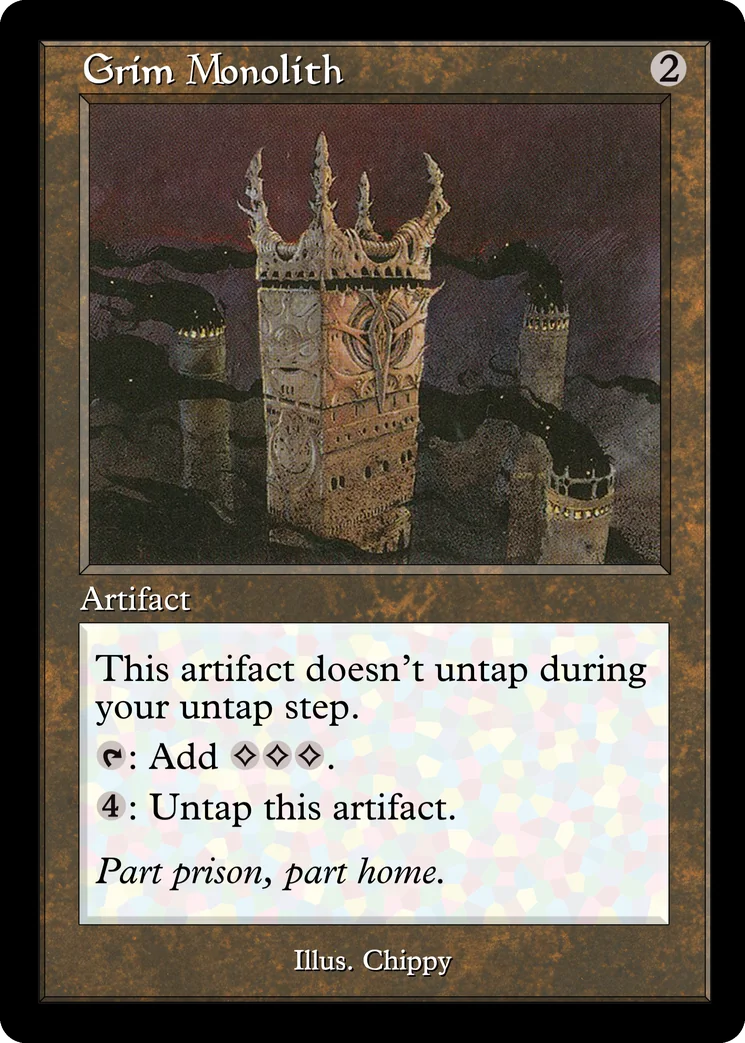 Grim Monolith 2
Artifact
This artifact doesn't untap during
your untap step.
: Add .
4: Untap this artifact.
Part prison, part home.
Illus. Chippy